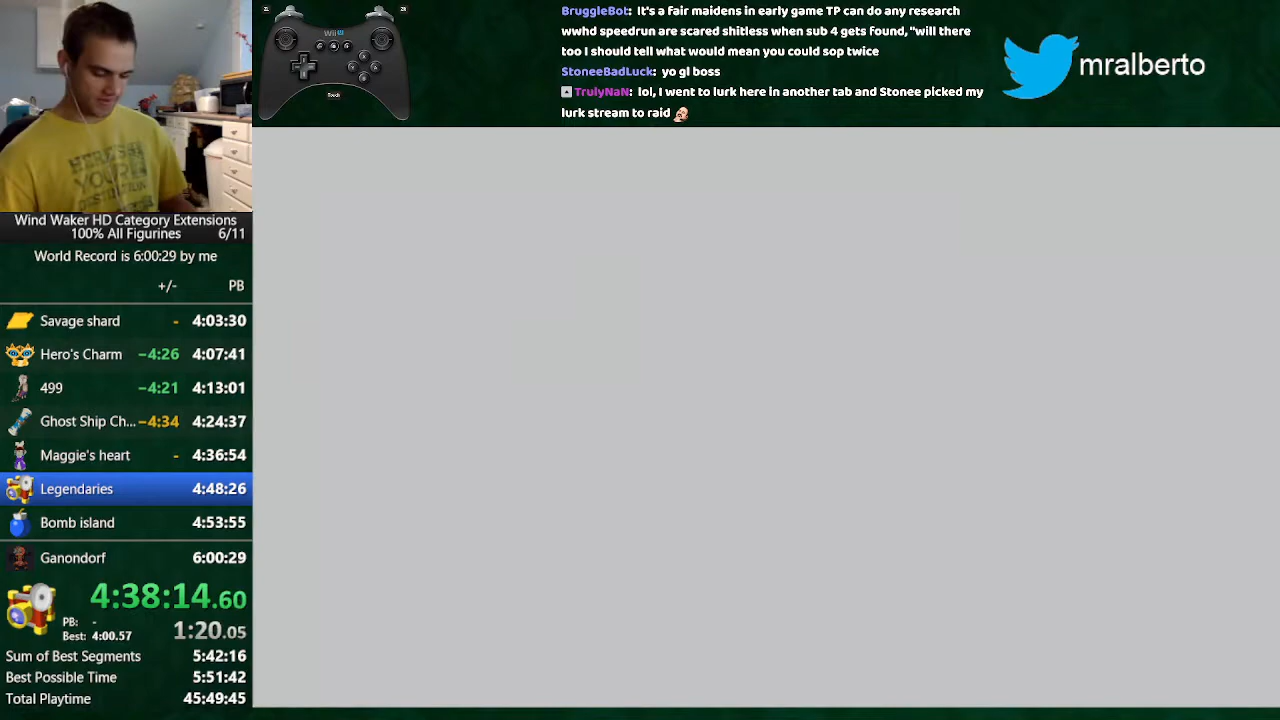 BruggleBot: It's a fair maidens in early game TP can do any research
wwhd speedrun are scared shitless when sub 4 gets found, "will there
too I should tell what would mean you could sop twice
StoneeBadLuck: yo gl boss
TrulyNaN: lol, I went to lurk here in another tab and Stonee picked my
lurk stream to raid
mralberto
Wii U
Wind Waker HD Category Extensions
100% All Figurines 6/11
World Record is 6:00:29 by me
+/- PB
Savage shard - 4:03:30
Hero's Charm −4:26 4:07:41
499 −4:21 4:13:01
Ghost Ship Ch... −4:34 4:24:37
Maggie's heart - 4:36:54
Legendaries 4:48:26
Bomb island 4:53:55
Ganondorf 6:00:29
4:38:14.60
PB: -
Best: 4:00.57 1:20.05
Sum of Best Segments 5:42:16
Best Possible Time 5:51:42
Total Playtime 45:49:45